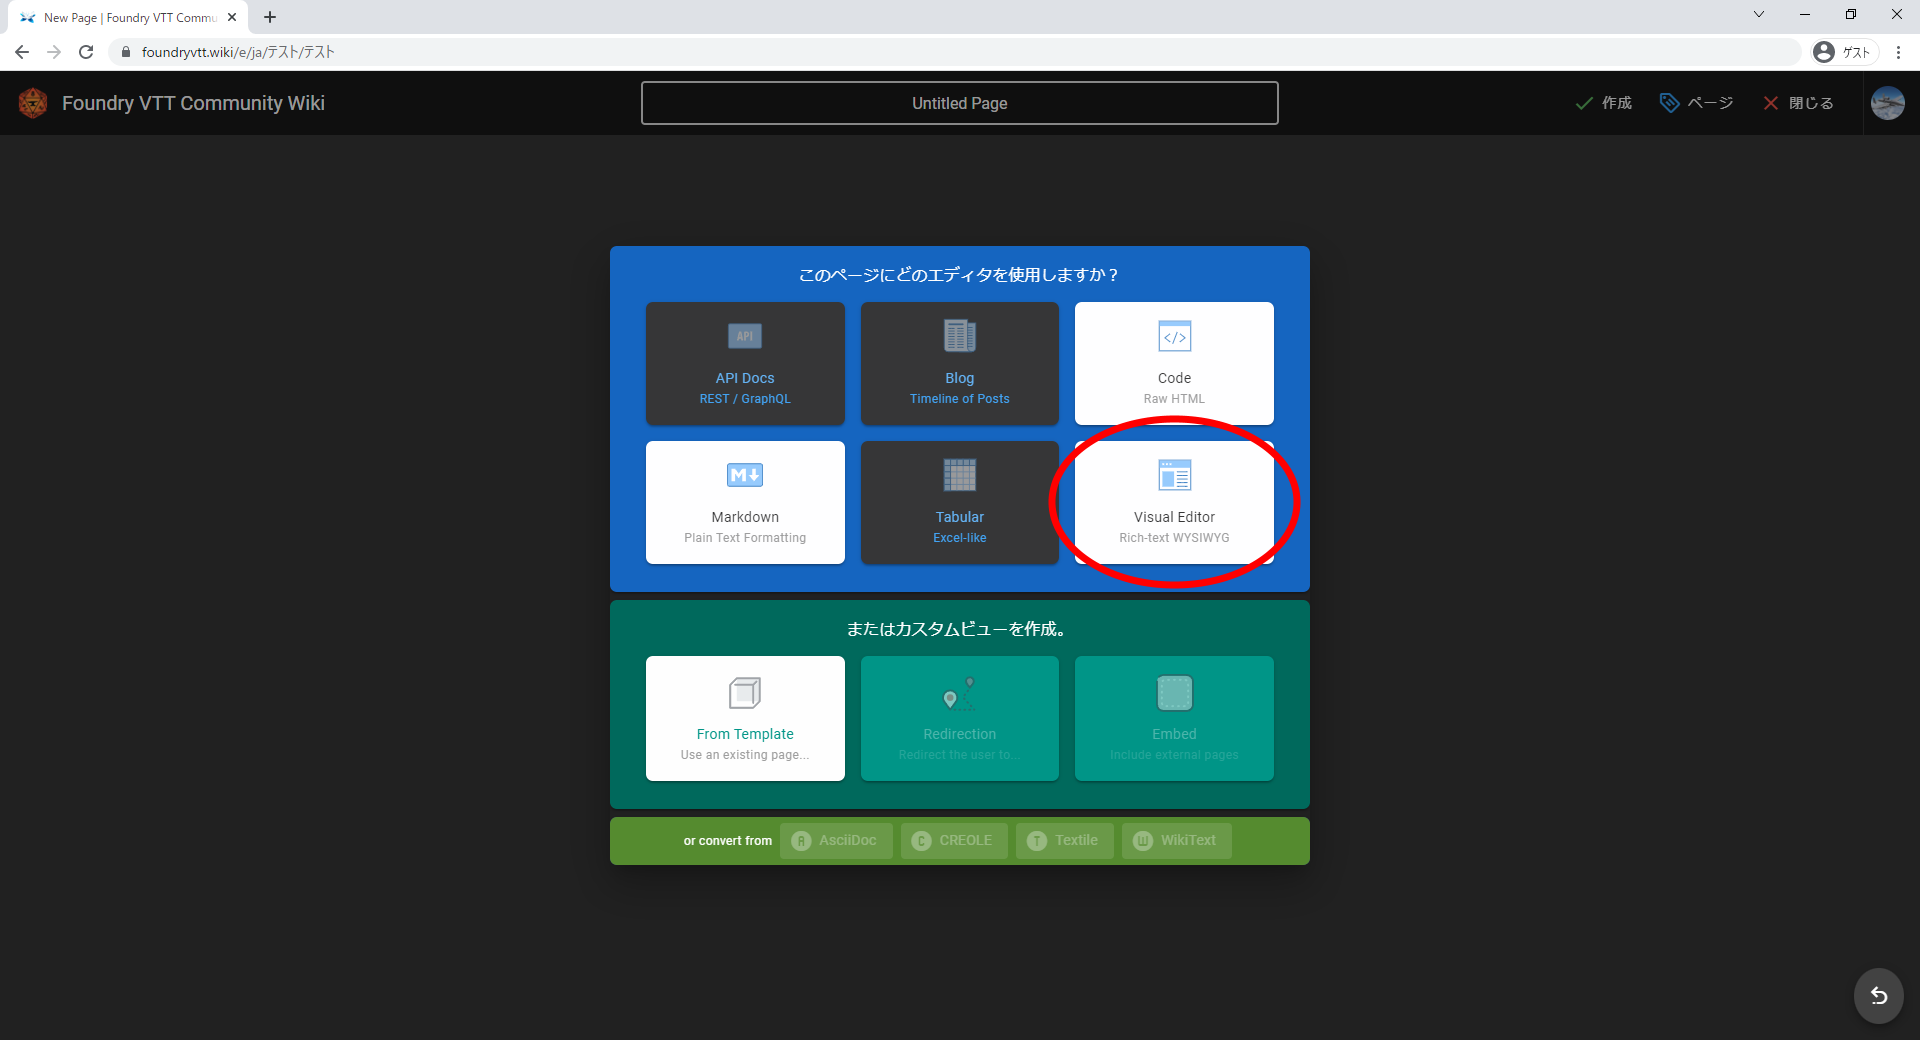 New Page | Foundry VTT Commu
foundryvtt.wiki/e/ja/テスト/テスト
ゲスト
Foundry VTT Community Wiki
Untitled Page
作成
ページ
閉じる
このページにどのエディタを使用しますか？
API
API Docs
REST / GraphQL
Blog
Timeline of Posts
</>
Code
Raw HTML
M
Markdown
Plain Text Formatting
Tabular
Excel-like
Visual Editor
Rich-text WYSIWYG
またはカスタムビューを作成。
From Template
Use an existing page...
Redirection
Redirect the user to...
Embed
Include external pages
or convert from
A AsciiDoc
C CREOLE
T Textile
W WikiText